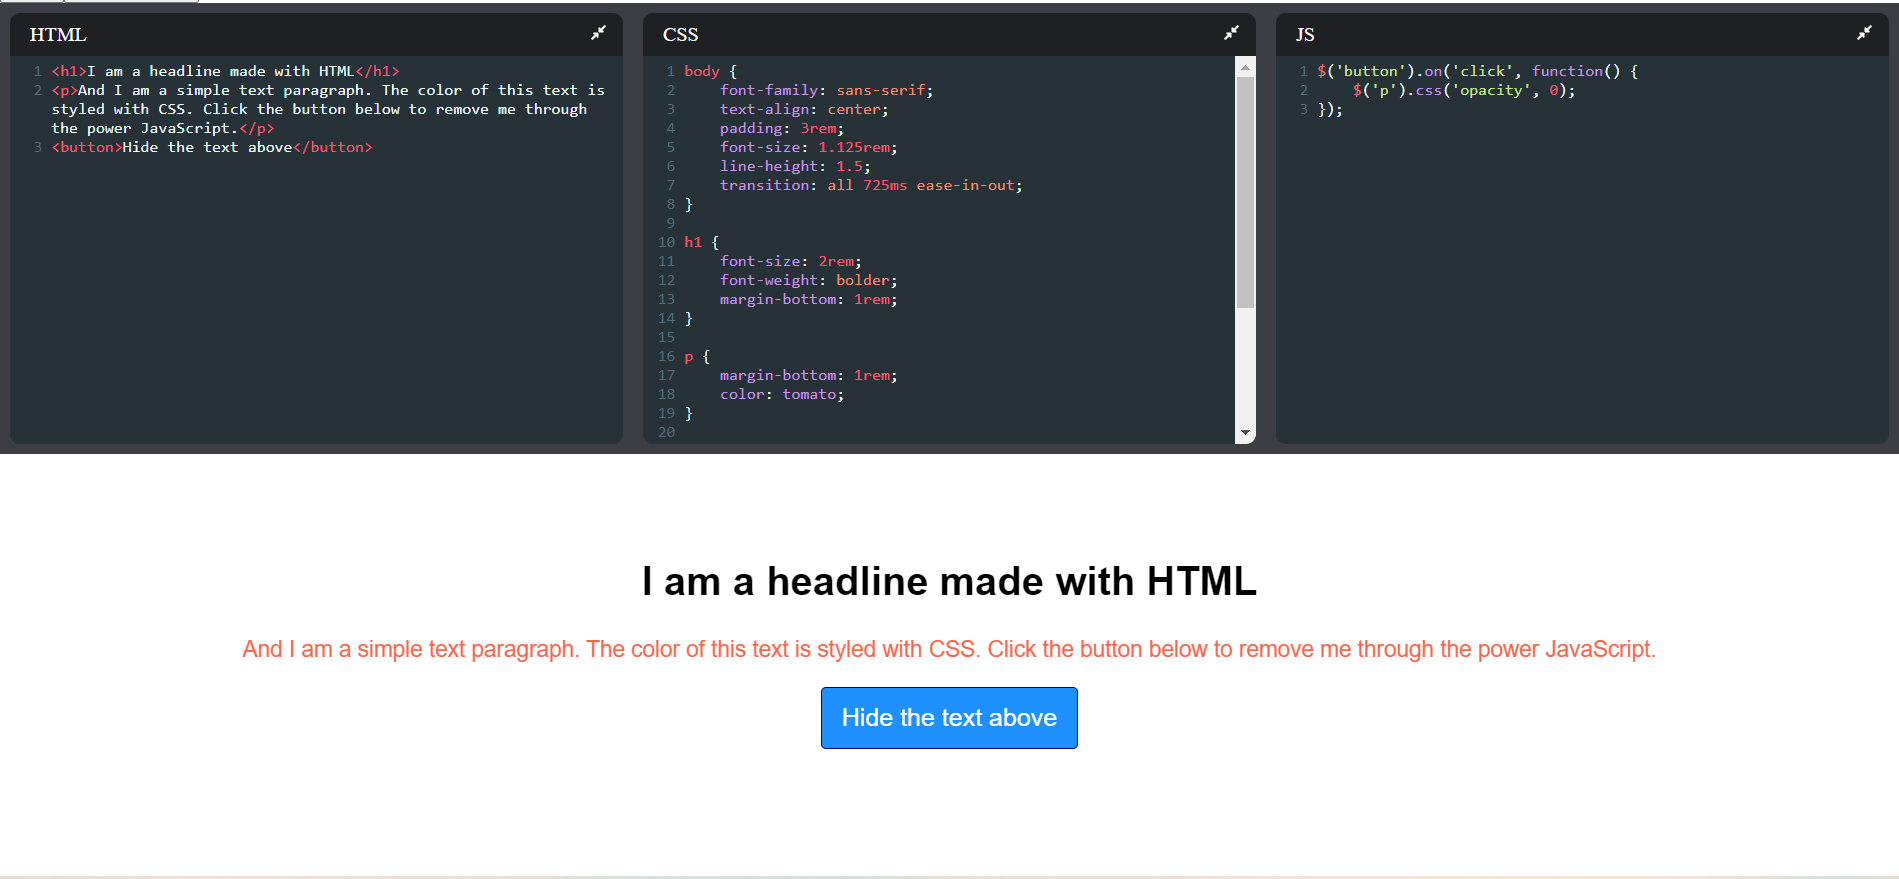 HTML
1 <h1>I am a headline made with HTML</h1>
2 <p>And I am a simple text paragraph. The color of this text is
styled with CSS. Click the button below to remove me through
the power JavaScript.</p>
3 <button>Hide the text above</button>
CSS
1 body {
2     font-family: sans-serif;
3     text-align: center;
4     padding: 3rem;
5     font-size: 1.125rem;
6     line-height: 1.5;
7     transition: all 725ms ease-in-out;
8 }
9
10 h1 {
11     font-size: 2rem;
12     font-weight: bolder;
13     margin-bottom: 1rem;
14 }
15
16 p {
17     margin-bottom: 1rem;
18     color: tomato;
19 }
20
JS
1 $('button').on('click', function() {
2     $('p').css('opacity', 0);
3 });
I am a headline made with HTML
And I am a simple text paragraph. The color of this text is styled with CSS. Click the button below to remove me through the power JavaScript.
Hide the text above